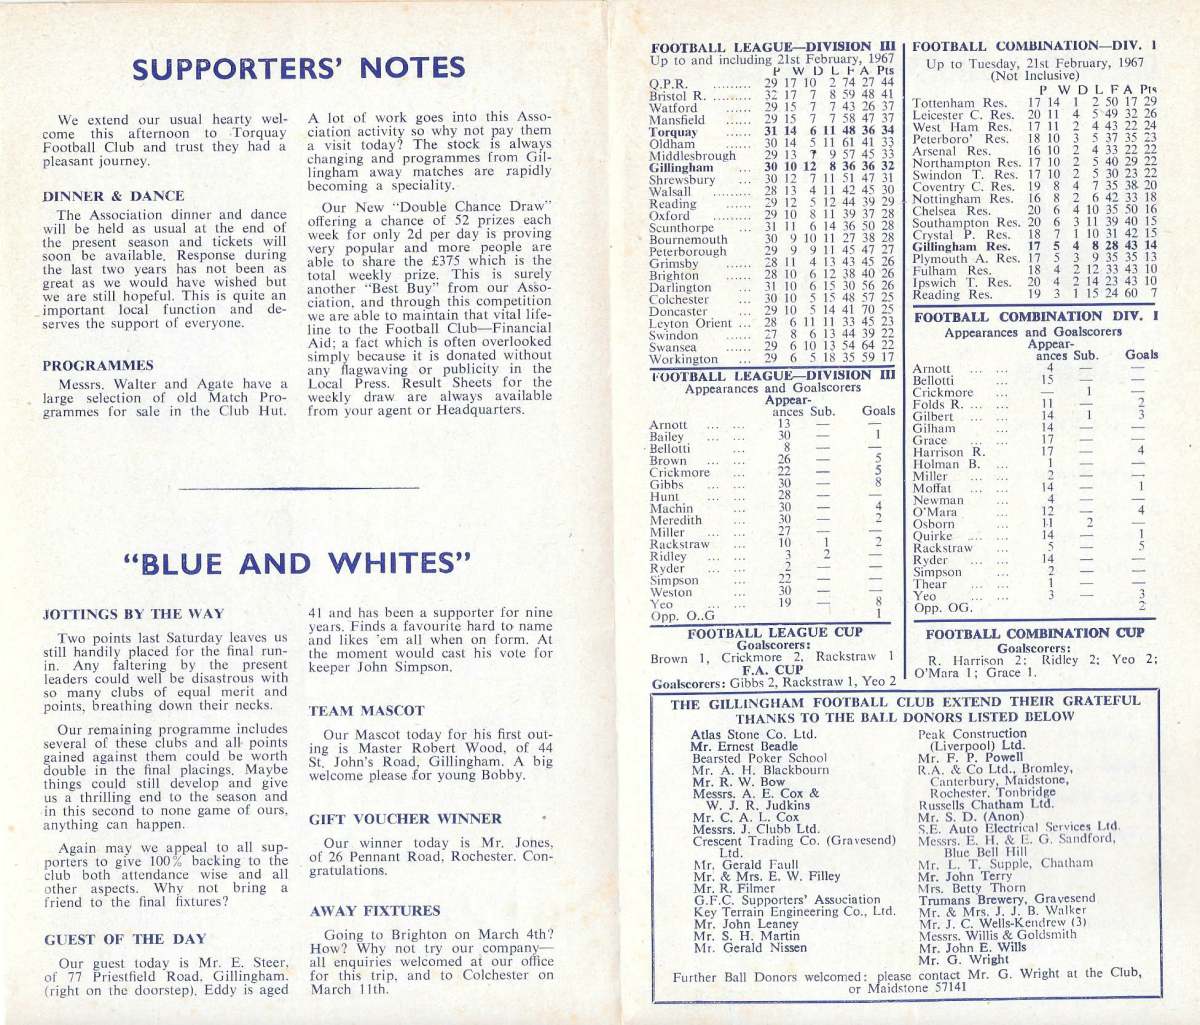 SUPPORTERS' NOTES
We extend our usual hearty wel-
come this afternoon to Torquay
Football Club and trust they had a
pleasant journey.
DINNER & DANCE
The Association dinner and dance
will be held as usual at the end of
the present season and tickets will
soon be available. Response during
the last two years has not been as
great as we would have wished but
we are still hopeful. This is quite an
important local function and de-
serves the support of everyone.
PROGRAMMES
Messrs. Walter and Agate have a
large selection of old Match Pro-
grammes for sale in the Club Hut.
A lot of work goes into this Asso-
ciation activity so why not pay them
a visit today? The stock is always
changing and programmes from Gil-
lingham away matches are rapidly
becoming a speciality.
Our New "Double Chance Draw"
offering a chance of 52 prizes each
week for only 2d per day is proving
very popular and more people are
able to share the £375 which is the
total weekly prize. This is surely
another "Best Buy" from our Asso-
ciation, and through this competition
we are able to maintain that vital life-
line to the Football Club—Financial
Aid; a fact which is often overlooked
simply because it is donated without
any flagwaving or publicity in the
Local Press. Result Sheets for the
weekly draw are always available
from your agent or Headquarters.
"BLUE AND WHITES"
JOTTINGS BY THE WAY
Two points last Saturday leaves us
still handily placed for the final run-
in. Any faltering by the present
leaders could well be disastrous with
so many clubs of equal merit and
points, breathing down their necks.
Our remaining programme includes
several of these clubs and all points
gained against them could be worth
double in the final placings. Maybe
things could still develop and give
us a thrilling end to the season and
in this second to none game of ours,
anything can happen.
Again may we appeal to all sup-
porters to give 100% backing to the
club both attendance wise and all
other aspects. Why not bring a
friend to the final fixtures?
GUEST OF THE DAY
Our guest today is Mr. E. Steer,
of 77 Priestfield Road, Gillingham.
(right on the doorstep), Eddy is aged
41 and has been a supporter for nine
years. Finds a favourite hard to name
and likes 'em all when on form. At
the moment would cast his vote for
keeper John Simpson.
TEAM MASCOT
Our Mascot today for his first out-
ing is Master Robert Wood, of 44
St. John's Road, Gillingham. A big
welcome please for young Bobby.
GIFT VOUCHER WINNER
Our winner today is Mr. Jones,
of 26 Pennant Road, Rochester. Con-
gratulations.
AWAY FIXTURES
Going to Brighton on March 4th?
How? Why not try our company—
all enquiries welcomed at our office
for this trip, and to Colchester on
March 11th.
FOOTBALL LEAGUE—DIVISION III
Up to and including 21st February, 1967
P W D L F A Pts
Q.P.R. ......... 29 17 10 2 74 27 44
Bristol R. ......... 32 17 7 8 59 48 41
Watford ...... 29 15 7 7 43 26 37
Mansfield ...... 29 15 7 7 58 47 37
Torquay ...... 31 14 6 11 48 36 34
Oldham ...... 30 14 5 11 61 41 33
Middlesbrough 29 13 7 9 57 45 33
Gillingham ... 30 10 12 8 36 36 32
Shrewsbury ... 30 12 7 11 51 47 31
Walsall ......... 28 13 4 11 42 45 30
Reading ...... 29 12 5 12 44 39 29
Oxford ......... 29 10 8 11 39 37 28
Scunthorpe ... 31 11 6 14 36 50 28
Bournemouth 30 9 10 11 27 38 28
Peterborough 29 9 9 11 45 47 27
Grimsby ...... 28 11 4 13 43 45 26
Brighton ...... 28 10 6 12 38 40 26
Darlington ... 31 10 6 15 30 56 26
Colchester ... 30 10 5 15 48 57 25
Doncaster ... 29 10 5 14 41 70 25
Leyton Orient ... 28 6 11 11 33 45 23
Swindon ...... 27 8 6 13 44 39 22
Swansea ...... 29 6 10 13 54 64 22
Workington ... 29 6 5 18 35 59 17
FOOTBALL LEAGUE—DIVISION III
Appearances and Goalscorers
Appear-
ances Sub. Goals
Arnott ... ... 13 — —
Bailey ... ... 30 — 1
Bellotti ... 8 — —
Brown ... ... 26 — 5
Crickmore ... 22 — 5
Gibbs ... ... 30 — 8
Hunt ... ... 28 — —
Machin ... 30 — 4
Meredith ... 30 — 2
Miller ... ... 27 — —
Rackstraw ... 10 1 2
Ridley ... ... 3 2 —
Ryder ... ... 2 — —
Simpson ... 22 — —
Weston ... 30 — —
Yeo ... ... 19 — 8
Opp. O..G 1
FOOTBALL LEAGUE CUP
Goalscorers:
Brown 1, Crickmore 2, Rackstraw 1
F.A. CUP
Goalscorers: Gibbs 2, Rackstraw 1, Yeo 2
FOOTBALL COMBINATION—DIV. 1
Up to Tuesday, 21st February, 1967
(Not Inclusive)
P W D L F A Pts
Tottenham Res. 17 14 1 2 50 17 29
Leicester C. Res. 20 11 4 5 49 32 26
West Ham Res. 17 11 2 4 43 22 24
Peterboro' Res. 18 10 3 5 37 35 23
Arsenal Res. 16 10 2 4 33 22 22
Northampton Res. 17 10 2 5 40 29 22
Swindon T. Res. 17 10 2 5 30 23 22
Coventry C. Res. 19 8 4 7 35 38 20
Nottingham Res. 16 8 2 6 42 33 18
Chelsea Res. 20 6 4 10 35 50 16
Southampton Res. 20 6 3 11 39 40 15
Crystal P. Res. 18 7 1 10 31 42 15
Gillingham Res. 17 5 4 8 28 43 14
Plymouth A. Res. 17 5 3 9 35 35 13
Fulham Res. 18 4 2 12 33 43 10
Ipswich T. Res. 20 4 2 14 23 43 10
Reading Res. 19 3 1 15 24 60 7
FOOTBALL COMBINATION DIV. I
Appearances and Goalscorers
Appear-
ances Sub. Goals
Arnott ... ... 4 — —
Bellotti ... 15 — —
Crickmore ... — 1 —
Folds R. ... ... 11 — 2
Gilbert ... ... 14 1 3
Gilham ... 14 — —
Grace ... ... 17 — —
Harrison R. 17 — 4
Holman B. ... 1 — —
Miller ... ... 2 — —
Moffat ... ... 14 — 1
Newman ... 4 — —
O'Mara ... 12 — 4
Osborn ... 11 2 —
Quirke ... ... 14 — 1
Rackstraw ... 5 — 5
Ryder ... ... 14 — —
Simpson ... 2 — —
Thear ... ... 1 — —
Yeo ... ... 3 — 3
Opp. OG. 2
FOOTBALL COMBINATION CUP
Goalscorers:
R. Harrison 2; Ridley 2; Yeo 2;
O'Mara 1; Grace 1.
THE GILLINGHAM FOOTBALL CLUB EXTEND THEIR GRATEFUL
THANKS TO THE BALL DONORS LISTED BELOW
Atlas Stone Co. Ltd.
Mr. Ernest Beadle
Bearsted Poker School
Mr. A. H. Blackbourn
Mr. R. W. Bow
Messrs. A. E. Cox &
W. J. R. Judkins
Mr. C. A. L. Cox
Messrs. J. Clubb Ltd.
Crescent Trading Co. (Gravesend)
Ltd.
Mr. Gerald Faull
Mr. & Mrs. E. W. Filley
Mr. R. Filmer
G.F.C. Supporters' Association
Key Terrain Engineering Co., Ltd.
Mr. John Leaney
Mr. S. H. Martin
Mr. Gerald Nissen
Peak Construction
(Liverpool) Ltd.
Mr. F. P. Powell
R.A. & Co Ltd., Bromley,
Canterbury, Maidstone,
Rochester, Tonbridge
Russells Chatham Ltd.
Mr. S. D. (Anon)
S.E. Auto Electrical Services Ltd.
Messrs. E. H. & E. G. Sandford,
Blue Bell Hill
Mr. L. T. Supple, Chatham
Mr. John Terry
Mrs. Betty Thorn
Trumans Brewery, Gravesend
Mr. & Mrs. J. J. B. Walker
Mr. J. C. Wells-Kendrew (3)
Messrs. Willis & Goldsmith
Mr. John E. Wills
Mr. G. Wright
Further Ball Donors welcomed: please contact Mr. G. Wright at the Club,
or Maidstone 57141